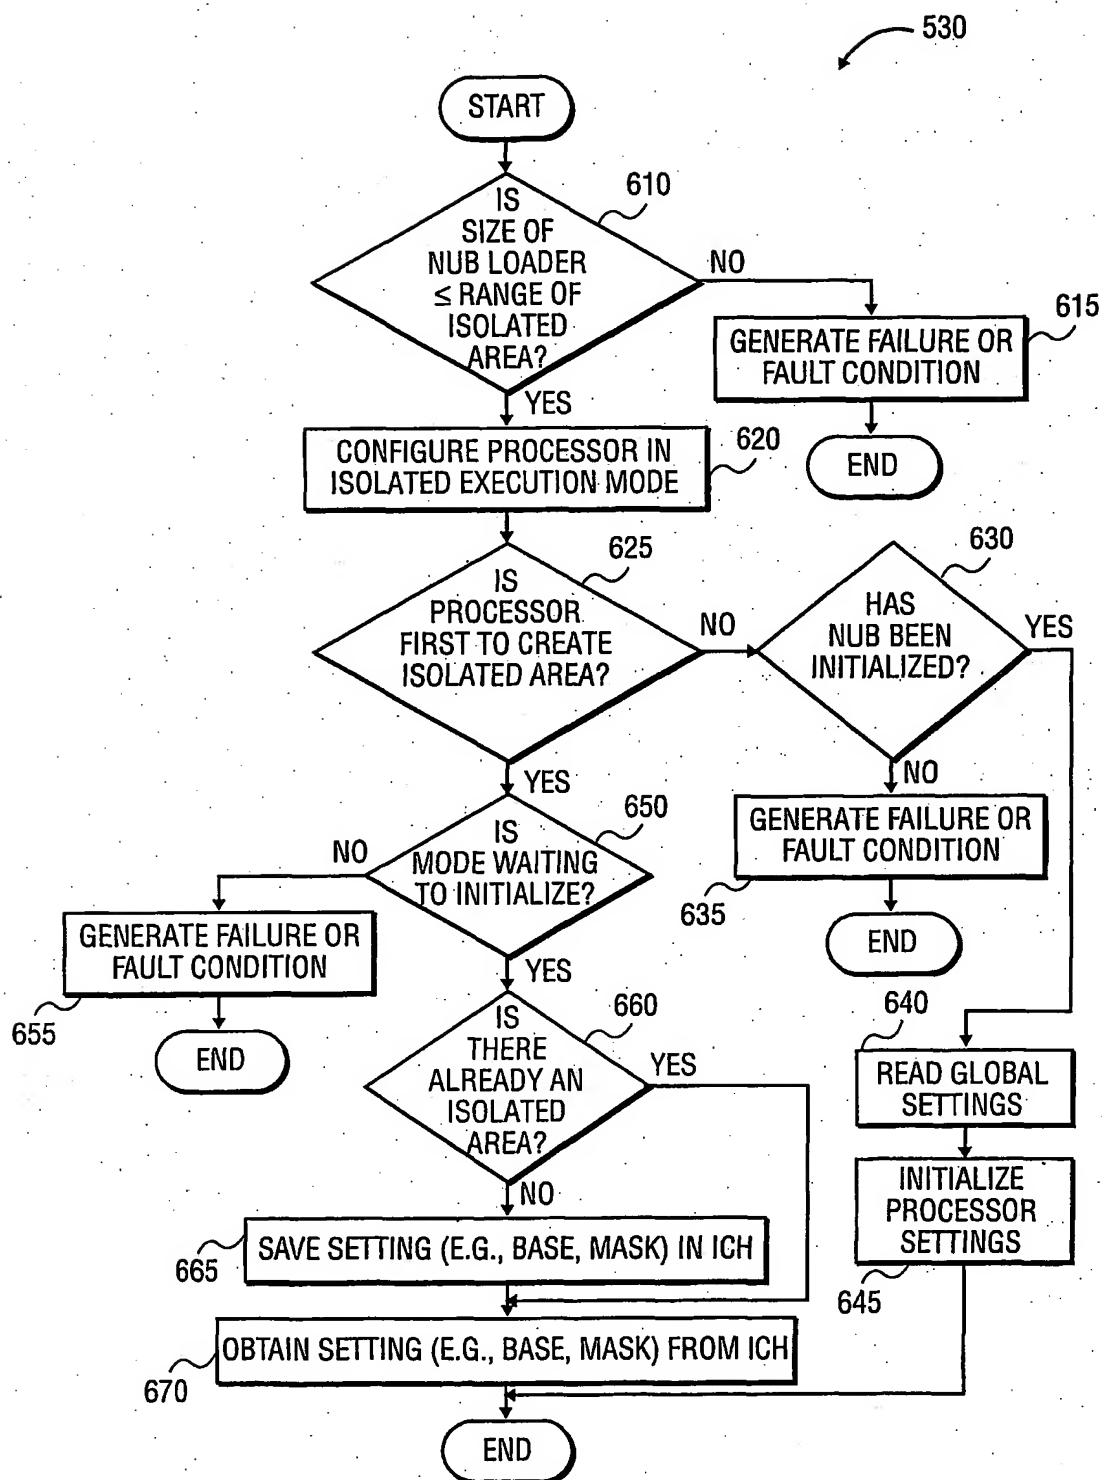 530
START
610
IS
SIZE OF
NUB LOADER
≤ RANGE OF
ISOLATED
AREA?
NO
615
GENERATE FAILURE OR
FAULT CONDITION
END
YES
620
CONFIGURE PROCESSOR IN
ISOLATED EXECUTION MODE
625
IS
PROCESSOR
FIRST TO CREATE
ISOLATED AREA?
NO
630
HAS
NUB BEEN
INITIALIZED?
YES
NO
GENERATE FAILURE OR
FAULT CONDITION
635
END
YES
650
IS
MODE WAITING
TO INITIALIZE?
NO
GENERATE FAILURE OR
FAULT CONDITION
655
END
YES
660
IS
THERE
ALREADY AN
ISOLATED
AREA?
YES
640
READ GLOBAL
SETTINGS
INITIALIZE
PROCESSOR
SETTINGS
645
NO
SAVE SETTING (E.G., BASE, MASK) IN ICH
665
OBTAIN SETTING (E.G., BASE, MASK) FROM ICH
670
END